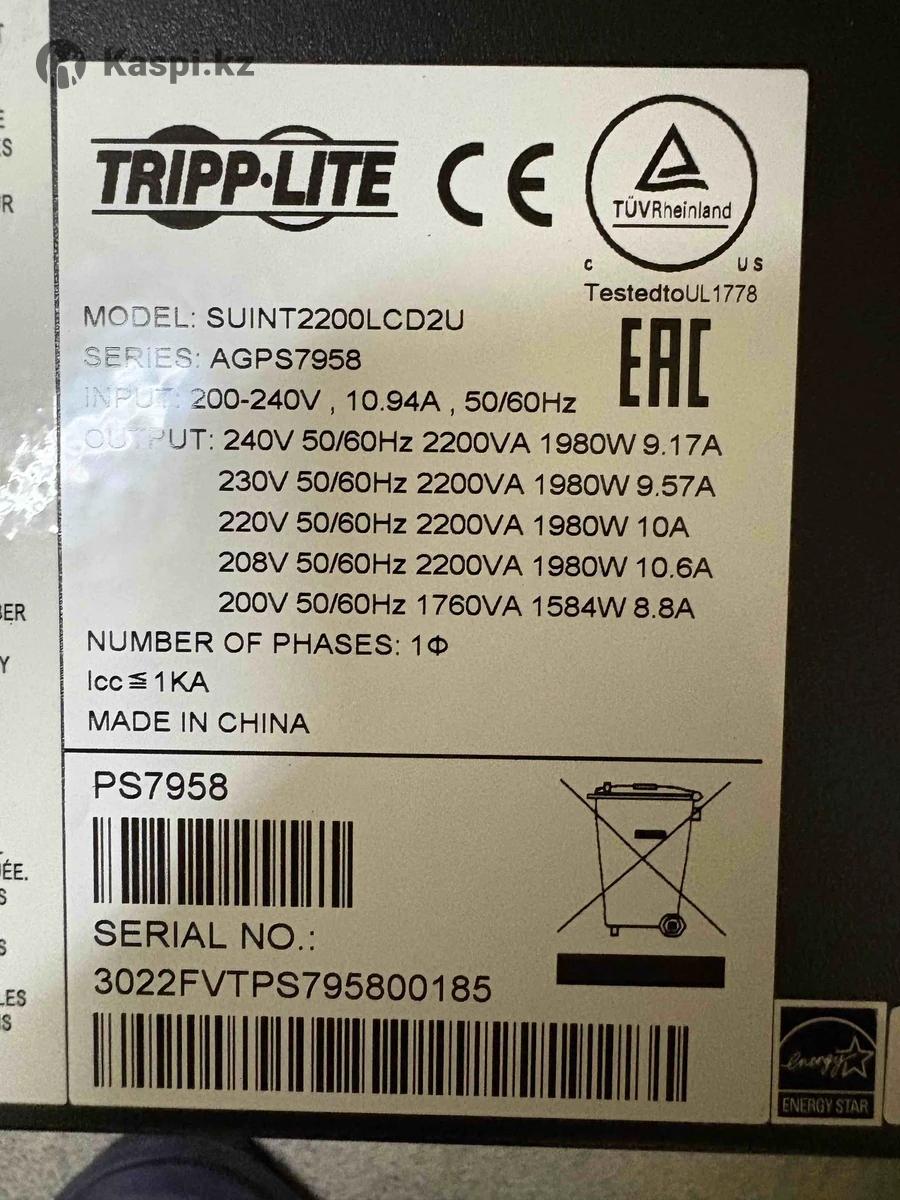 Kaspi.kz
TRIPP·LITE
CE
TÜVRheinland
C US
TestedtoUL1778
EAC
MODEL: SUINT2200LCD2U
SERIES: AGPS7958
INPUT: 200-240V , 10.94A , 50/60Hz
OUTPUT: 240V 50/60Hz 2200VA 1980W 9.17A
230V 50/60Hz 2200VA 1980W 9.57A
220V 50/60Hz 2200VA 1980W 10A
208V 50/60Hz 2200VA 1980W 10.6A
200V 50/60Hz 1760VA 1584W 8.8A
NUMBER OF PHASES: 1Φ
Icc≦1KA
MADE IN CHINA
PS7958
SERIAL NO.:
3022FVTPS795800185
energy
ENERGY STAR